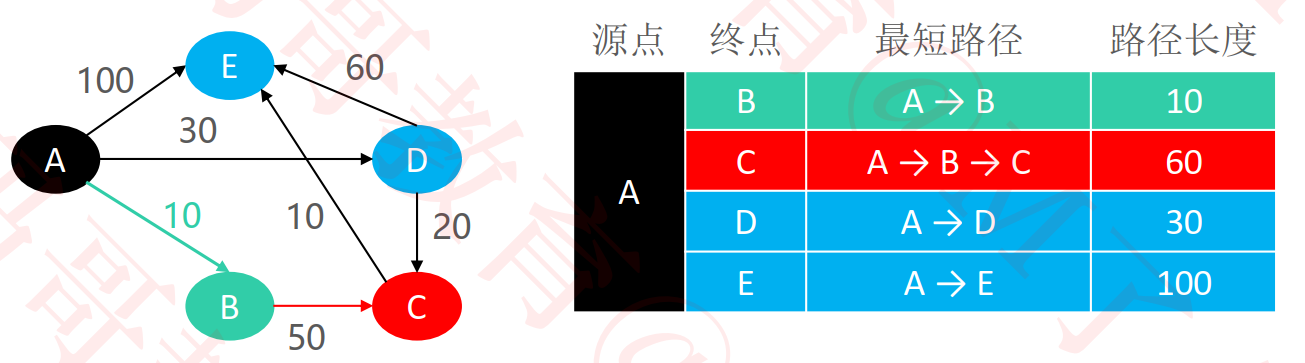 源点 终点 最短路径 路径长度
E
100
60
30
A
D
10
10
20
B
C
50
A
B A → B 10
C A → B → C 60
D A → D 30
E A → E 100